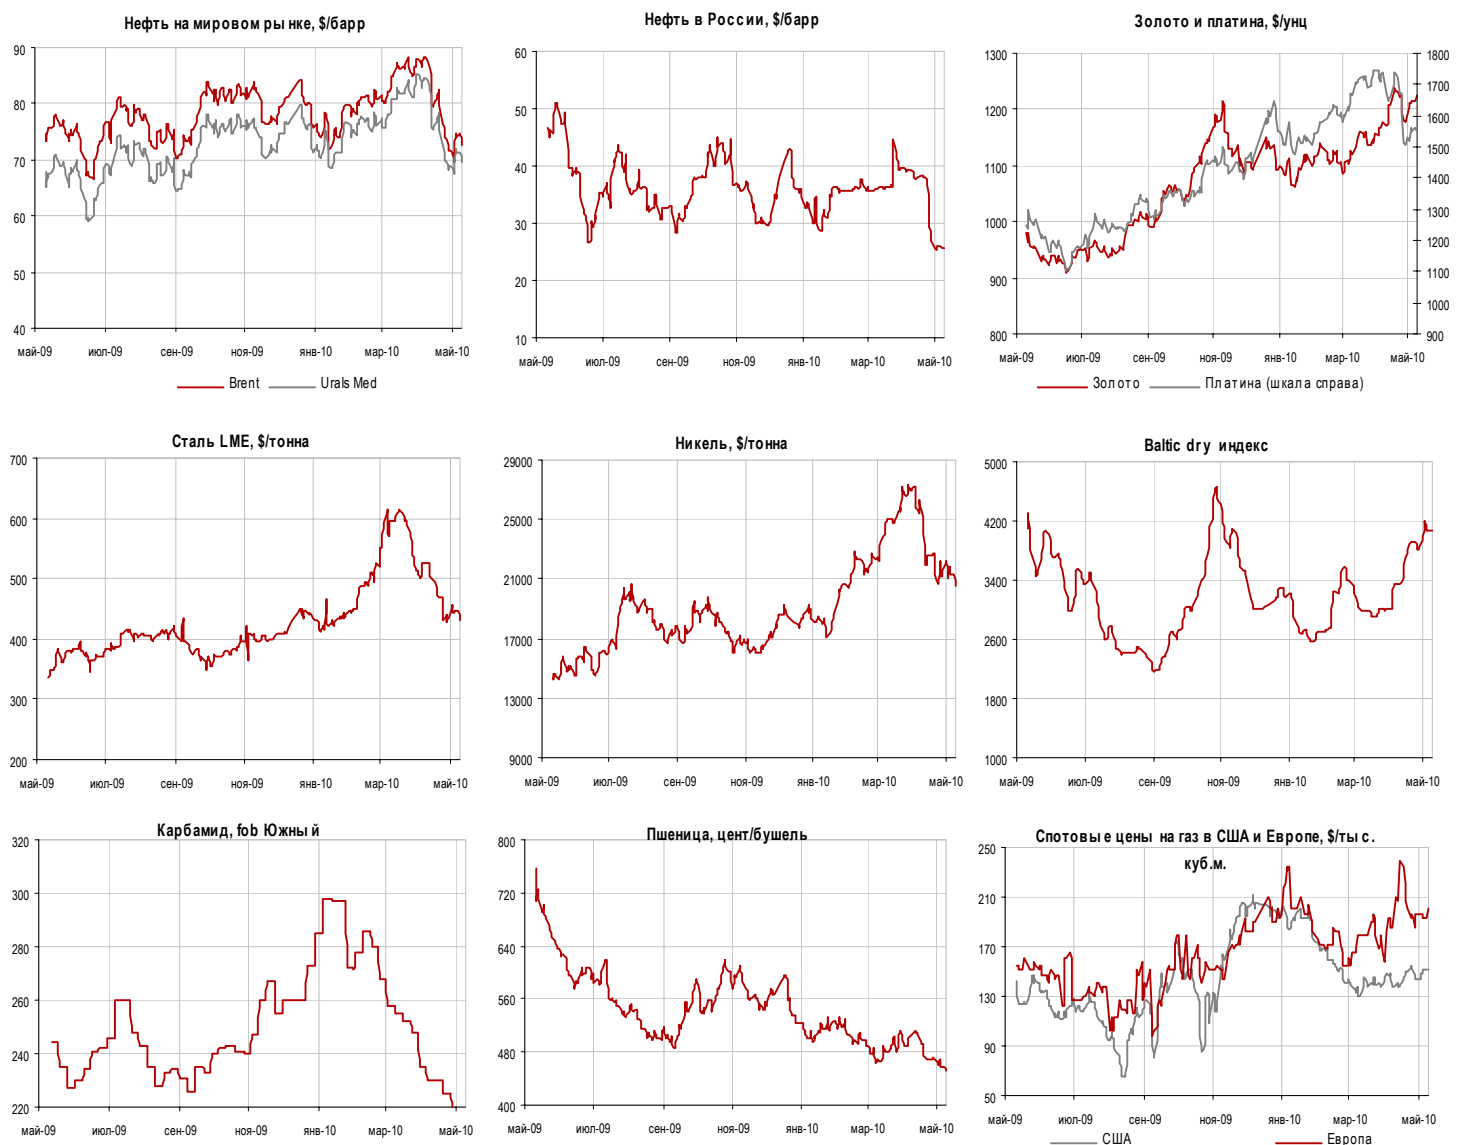 Нефть на мировом рынке, $/барр
90
80
70
60
50
40
май-09 июл-09 сен-09 ноя-09 янв-10 мар-10 май-10
Brent Urals Med
Нефть в России, $/барр
60
50
40
30
20
10
май-09 июл-09 сен-09 ноя-09 янв-10 мар-10 май-10
Золото и платина, $/унц
1300 1800
1700
1200 1600
1500
1100 1400
1300
1000 1200
1100
900 1000
800 900
май-09 июл-09 сен-09 ноя-09 янв-10 мар-10 май-10
Золото Платина (шкала справа)
Сталь LME, $/тонна
700
600
500
400
300
200
май-09 июл-09 сен-09 ноя-09 янв-10 мар-10 май-10
Никель, $/тонна
29000
25000
21000
17000
13000
9000
май-09 июл-09 сен-09 ноя-09 янв-10 мар-10 май-10
Baltic dry индекс
5000
4200
3400
2600
1800
1000
май-09 июл-09 сен-09 ноя-09 янв-10 мар-10 май-10
Карбамид, fob Южный
320
300
280
260
240
220
май-09 июл-09 сен-09 ноя-09 янв-10 мар-10 май-10
Пшеница, цент/бушель
800
720
640
560
480
400
май-09 июл-09 сен-09 ноя-09 янв-10 мар-10 май-10
Спотовые цены на газ в США и Европе, $/тыс.
куб.м.
250
210
170
130
90
50
май-09 июл-09 сен-09 ноя-09 янв-10 мар-10 май-10
США Европа